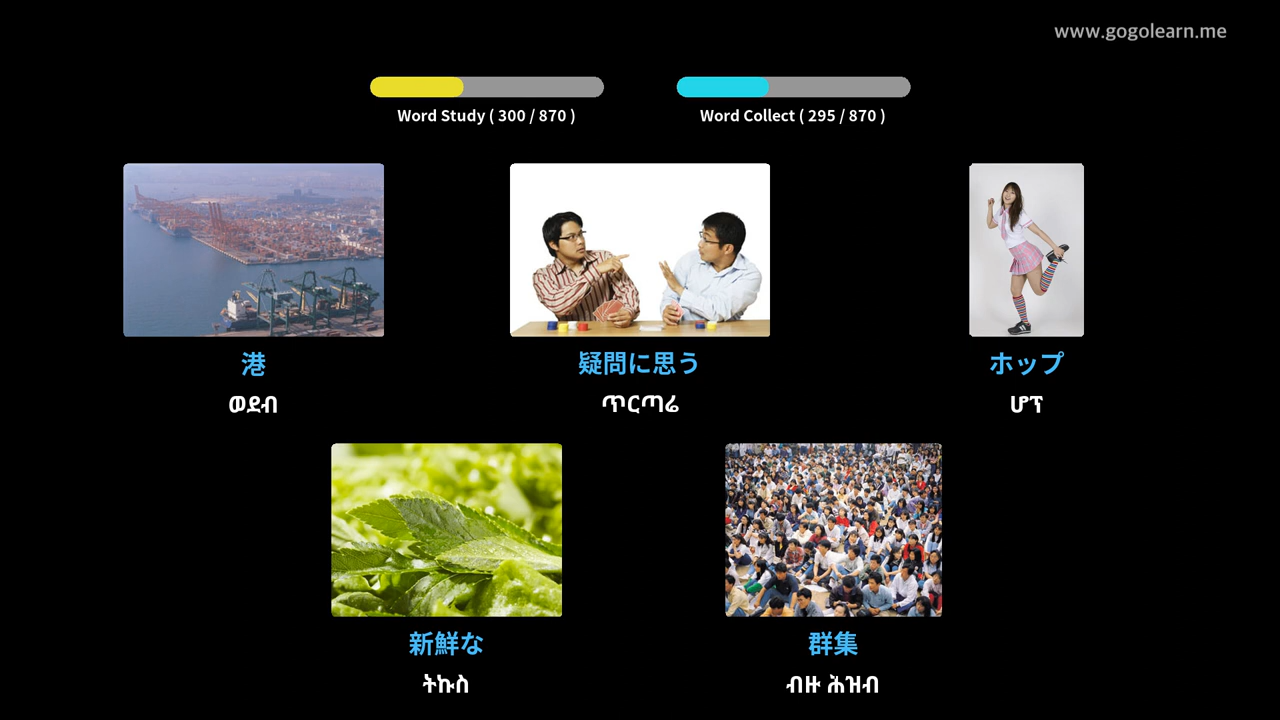 www.gogolearn.me
Word Study ( 300 / 870 )
Word Collect ( 295 / 870 )
港
ወደብ
疑問に思う
ጥርጣሬ
ホップ
ሆፕ
新鮮な
ትኩስ
群集
ብዙ ሕዝብ